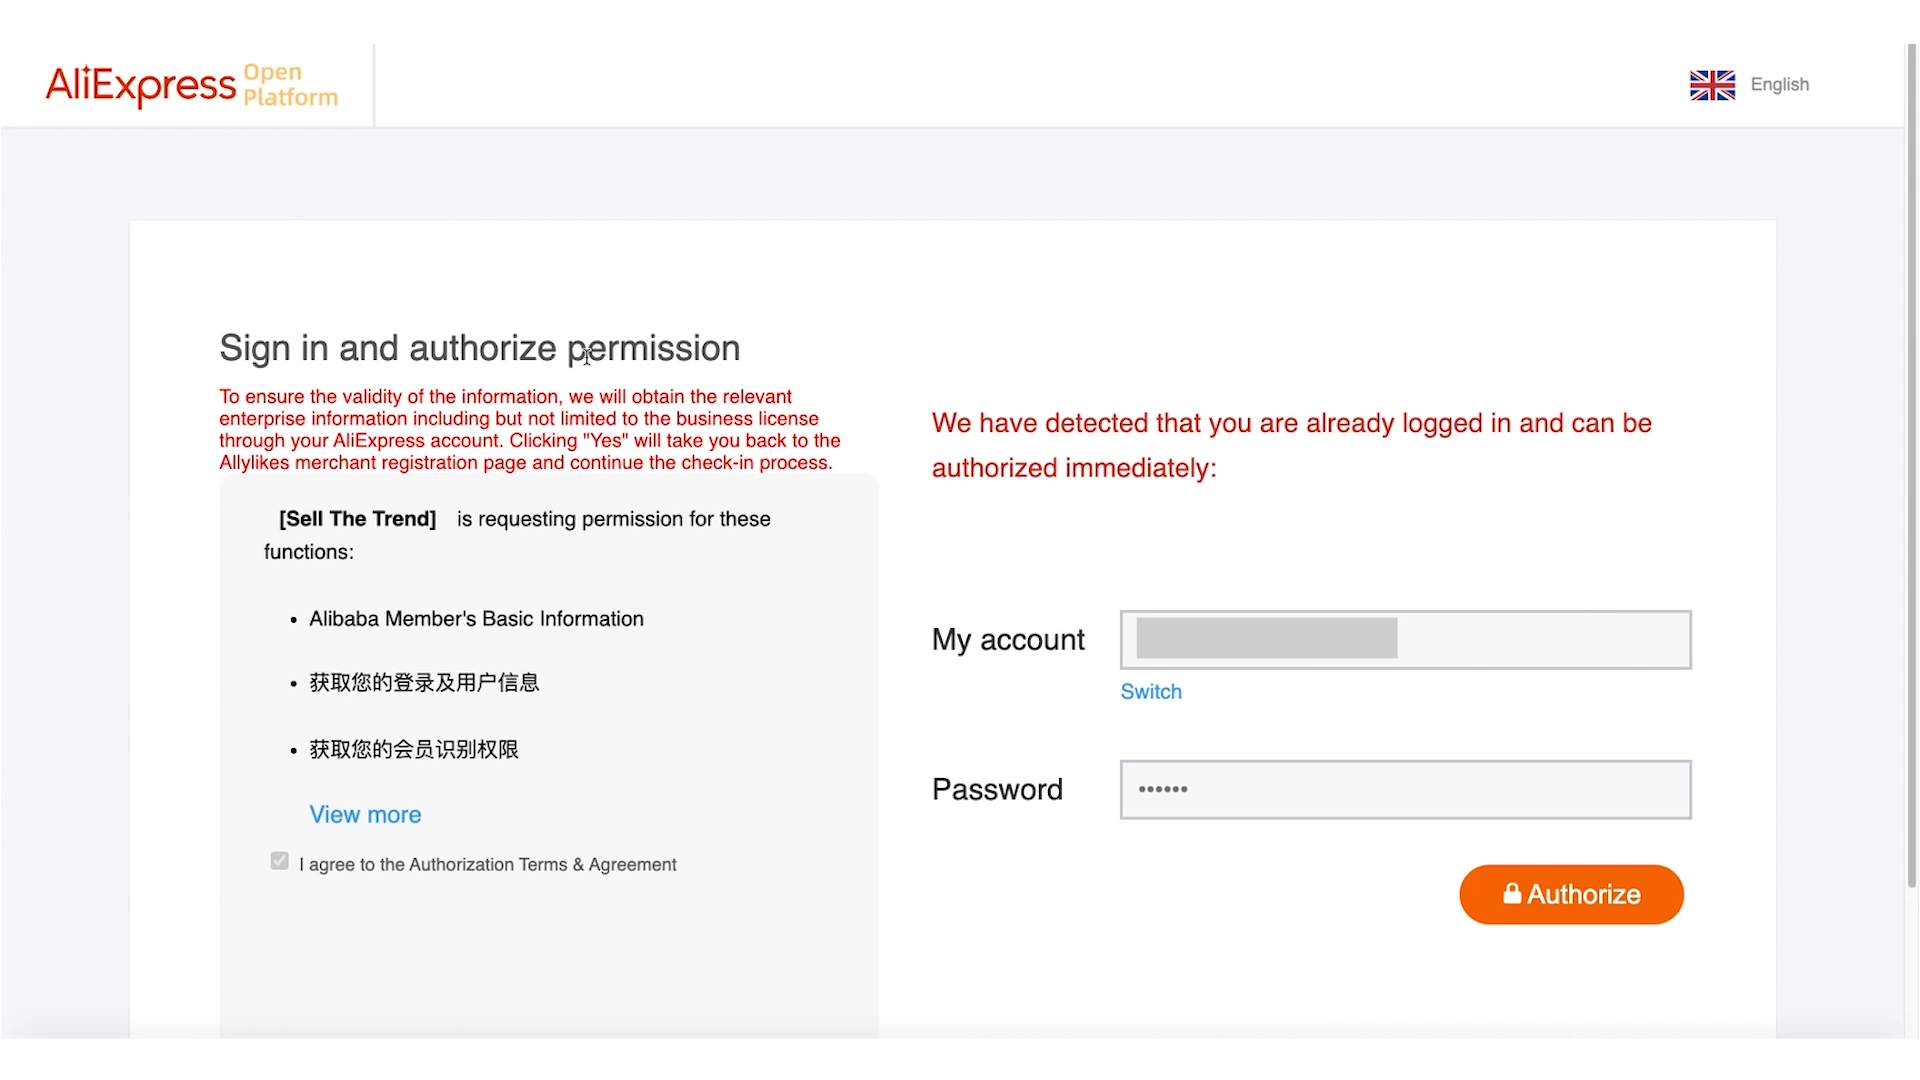 AliExpress Open Platform
English
Sign in and authorize permission
To ensure the validity of the information, we will obtain the relevant
enterprise information including but not limited to the business license
through your AliExpress account. Clicking "Yes" will take you back to the
Allylikes merchant registration page and continue the check-in process.
[Sell The Trend] is requesting permission for these
functions:
• Alibaba Member's Basic Information
• 获取您的登录及用户信息
• 获取您的会员识别权限
View more
I agree to the Authorization Terms & Agreement
We have detected that you are already logged in and can be
authorized immediately:
My account
Switch
Password ••••••
Authorize